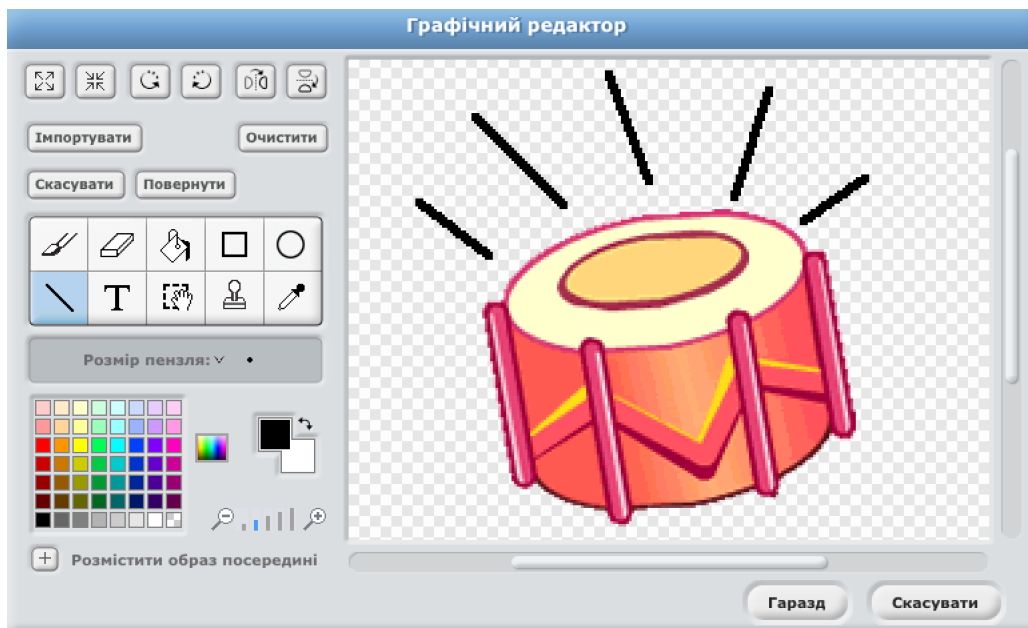 Графічний редактор
Імпортувати
Очистити
Скасувати
Повернути
T
Розмір пензля:
Розмістити образ посередині
Гаразд
Скасувати